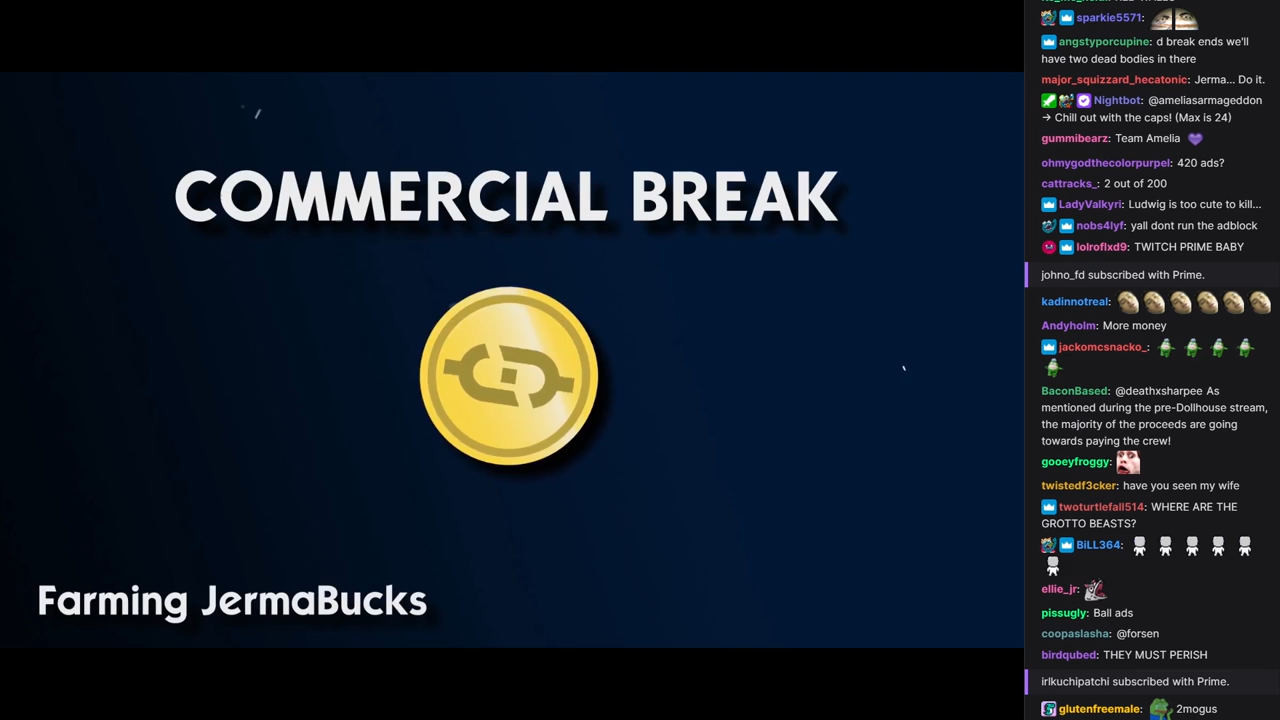 COMMERCIAL BREAK
Farming JermaBucks
sparkie5571:
angstyporcupine: d break ends we'll
have two dead bodies in there
major_squizzard_hecatonic: Jerma... Do it.
Nightbot: @ameliasarmageddon
→ Chill out with the caps! (Max is 24)
gummibearz: Team Amelia
ohmygodthecolorpurpel: 420 ads?
cattracks_: 2 out of 200
LadyValkyri: Ludwig is too cute to kill...
nobs4lyf: yall dont run the adblock
lolroflxd9: TWITCH PRIME BABY
johno_fd subscribed with Prime.
kadinnotreal:
Andyholm: More money
jackomcsnacko_:
BaconBased: @deathxsharpee As
mentioned during the pre-Dollhouse stream,
the majority of the proceeds are going
towards paying the crew!
gooeyfroggy:
twistedf3cker: have you seen my wife
twoturtlefall514: WHERE ARE THE
GROTTO BEASTS?
BiLL364:
ellie_jr:
pissugly: Ball ads
coopaslasha: @forsen
birdqubed: THEY MUST PERISH
irlkuchipatchi subscribed with Prime.
glutenfreemale: 2mogus